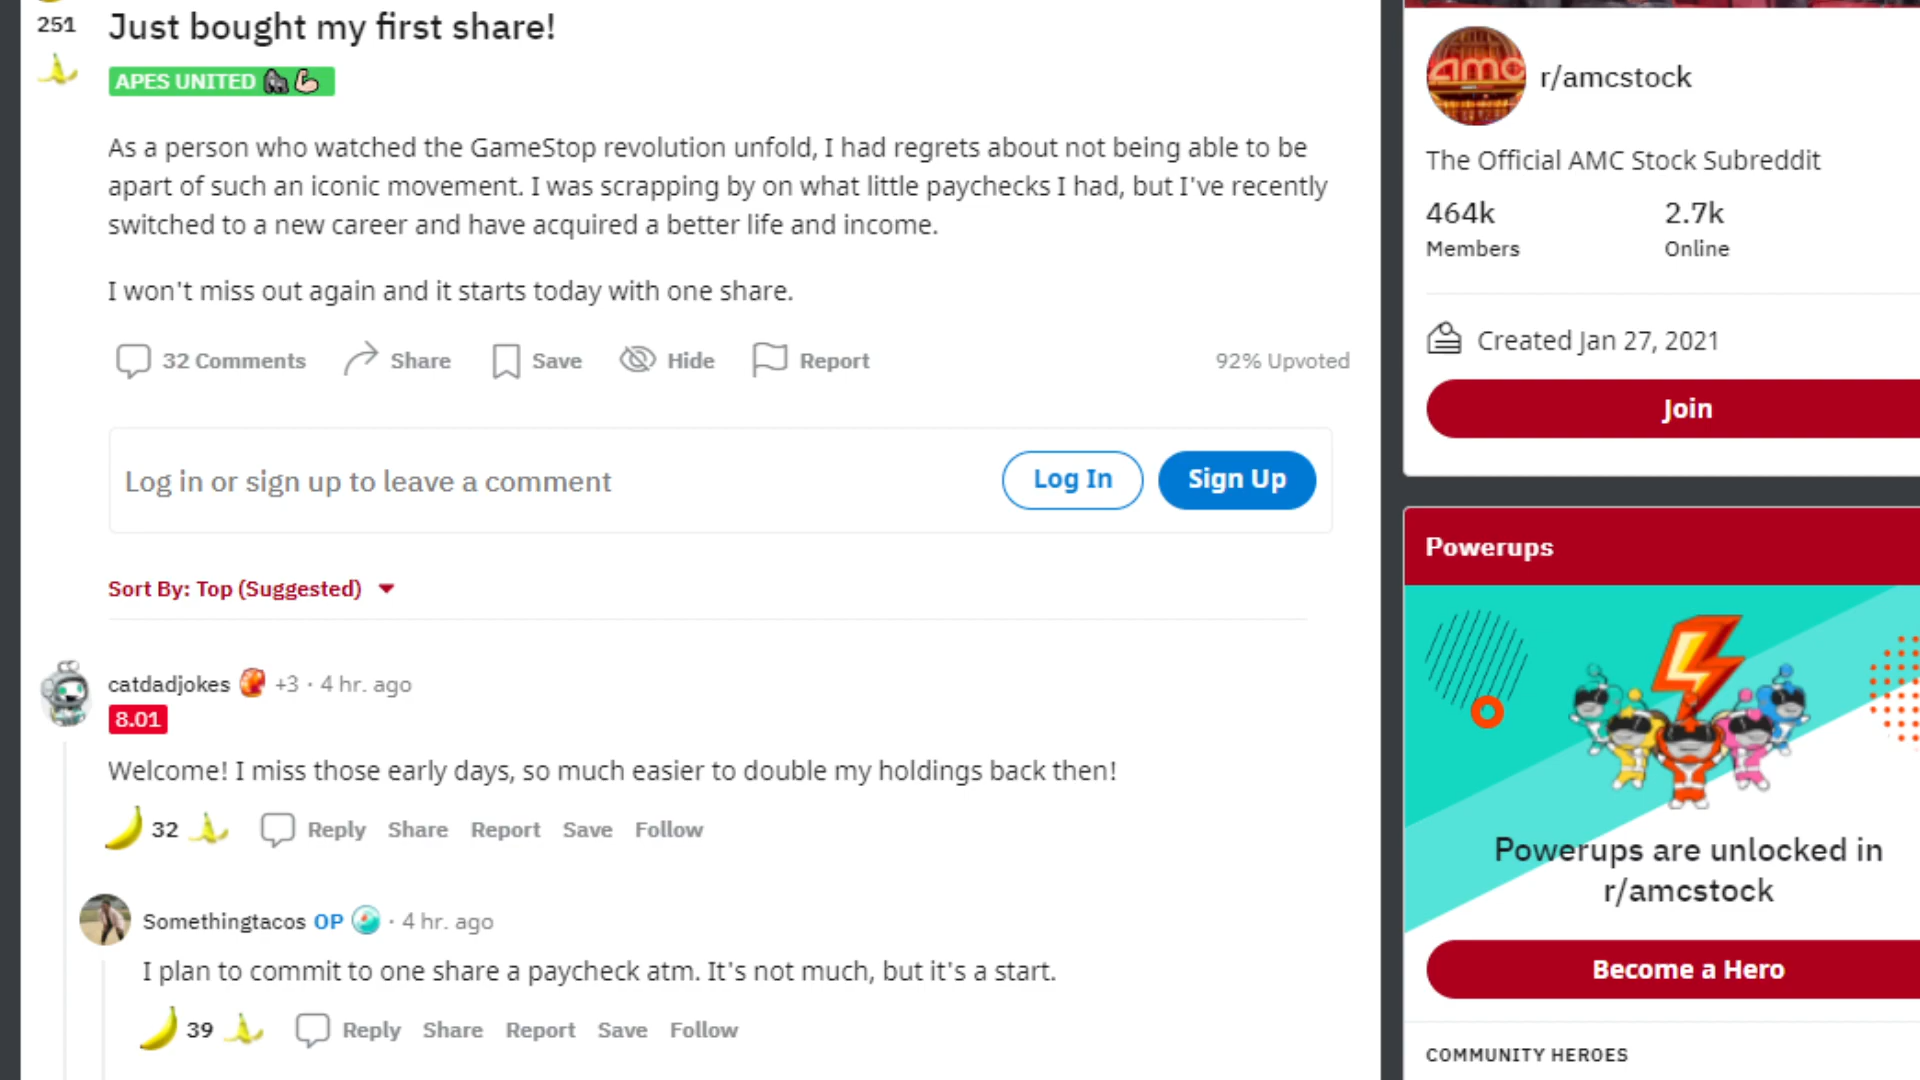 251
Just bought my first share!
APES UNITED
As a person who watched the GameStop revolution unfold, I had regrets about not being able to be
apart of such an iconic movement. I was scrapping by on what little paychecks I had, but I've recently
switched to a new career and have acquired a better life and income.
I won't miss out again and it starts today with one share.
32 Comments Share Save Hide Report 92% Upvoted
Log in or sign up to leave a comment Log In Sign Up
Sort By: Top (Suggested)
catdadjokes +3 · 4 hr. ago
8.01
Welcome! I miss those early days, so much easier to double my holdings back then!
32 Reply Share Report Save Follow
Somethingtacos OP · 4 hr. ago
I plan to commit to one share a paycheck atm. It's not much, but it's a start.
39 Reply Share Report Save Follow
amc
r/amcstock
The Official AMC Stock Subreddit
464k 2.7k
Members Online
Created Jan 27, 2021
Join
Powerups
Powerups are unlocked in
r/amcstock
Become a Hero
COMMUNITY HEROES